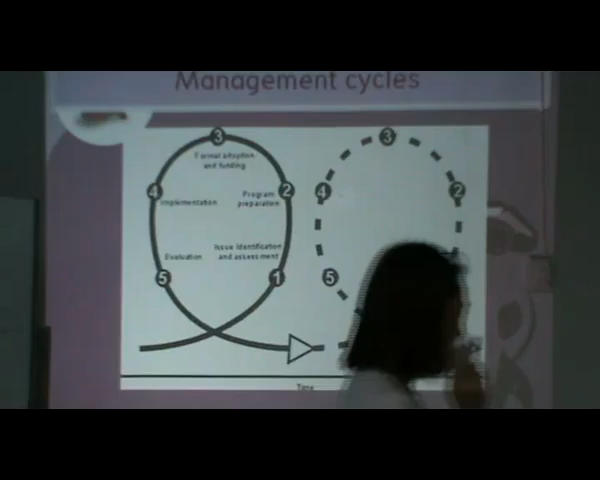 Management cycles
3
Formal adoption
and funding
4
Implementation
Program
preparation
2
Issue identification
and assessment
Evaluation
5
1
3
4
2
5
Time